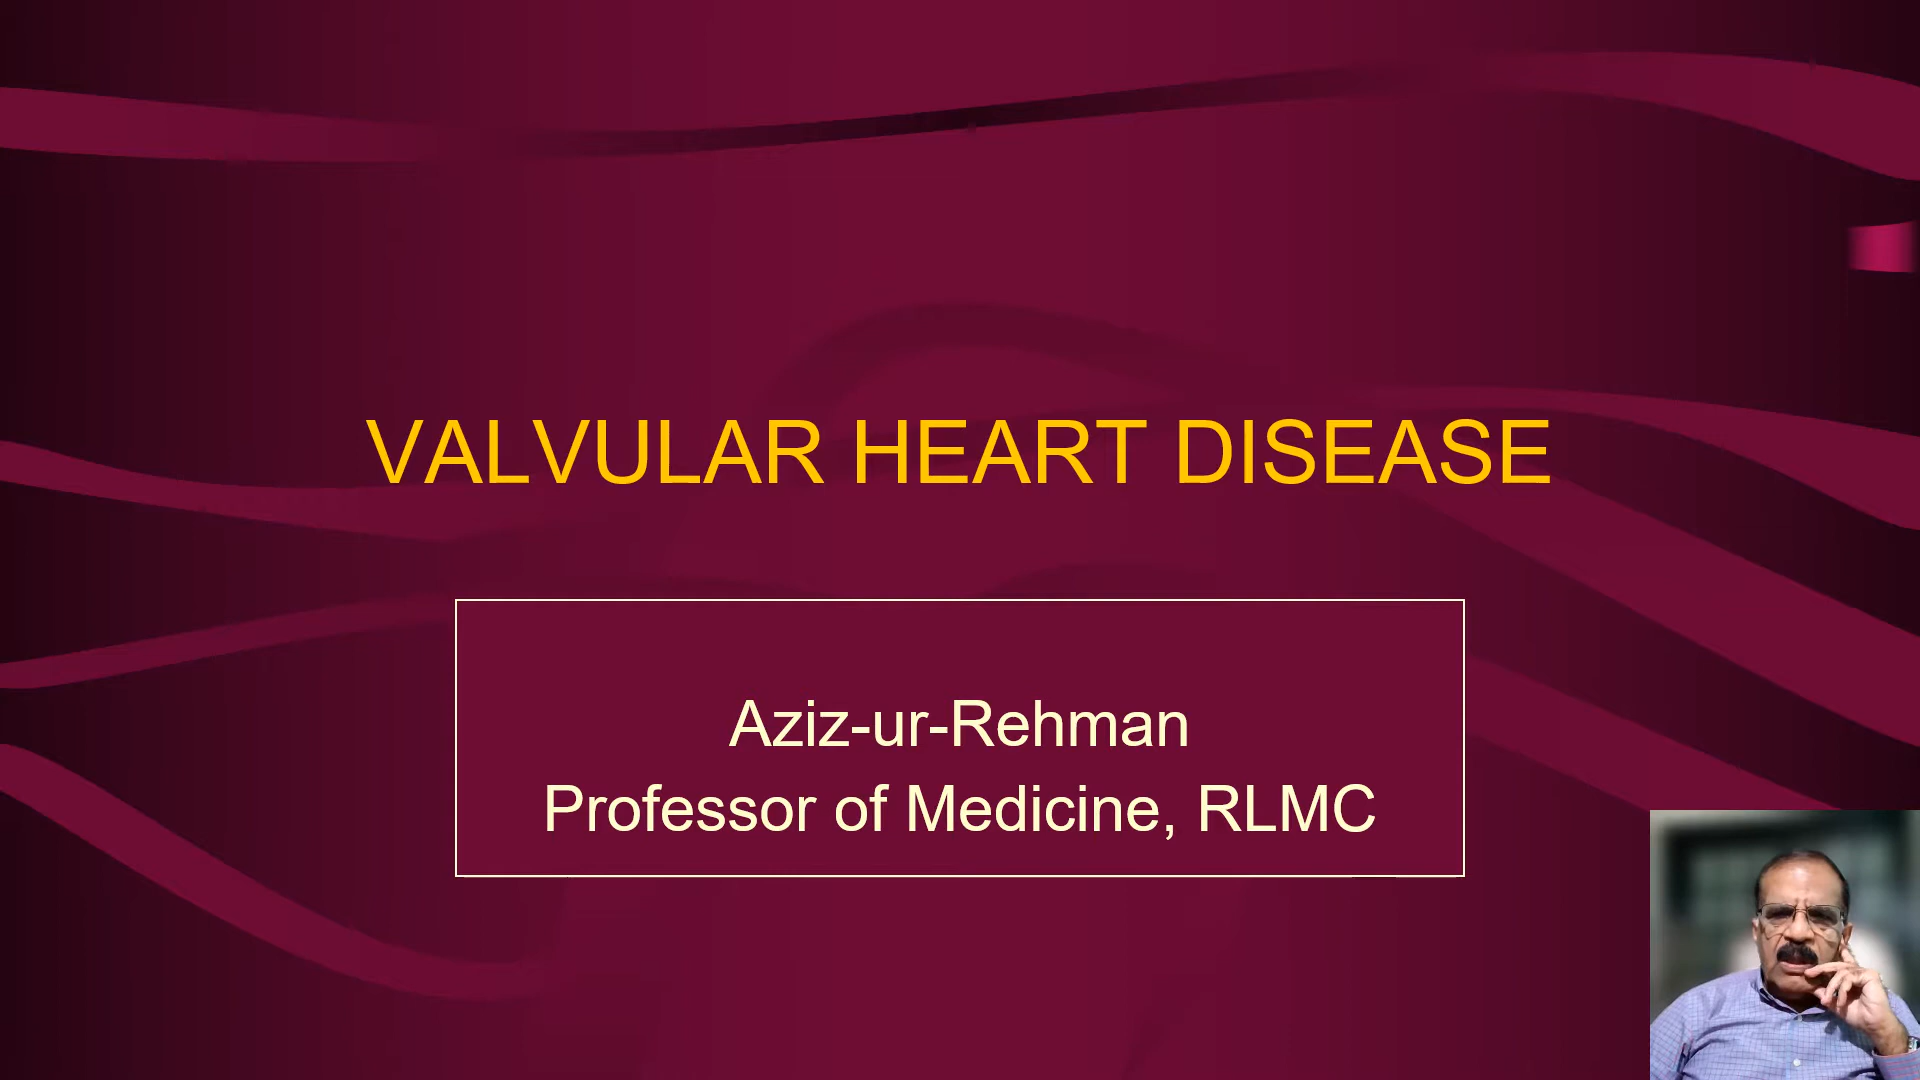 VALVULAR HEART DISEASE
Aziz-ur-Rehman
Professor of Medicine, RLMC